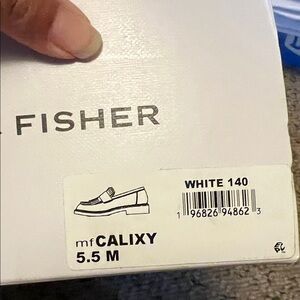 FISHER
WHITE 140
1 96826 94862 3
mfCALIXY
5.5 M